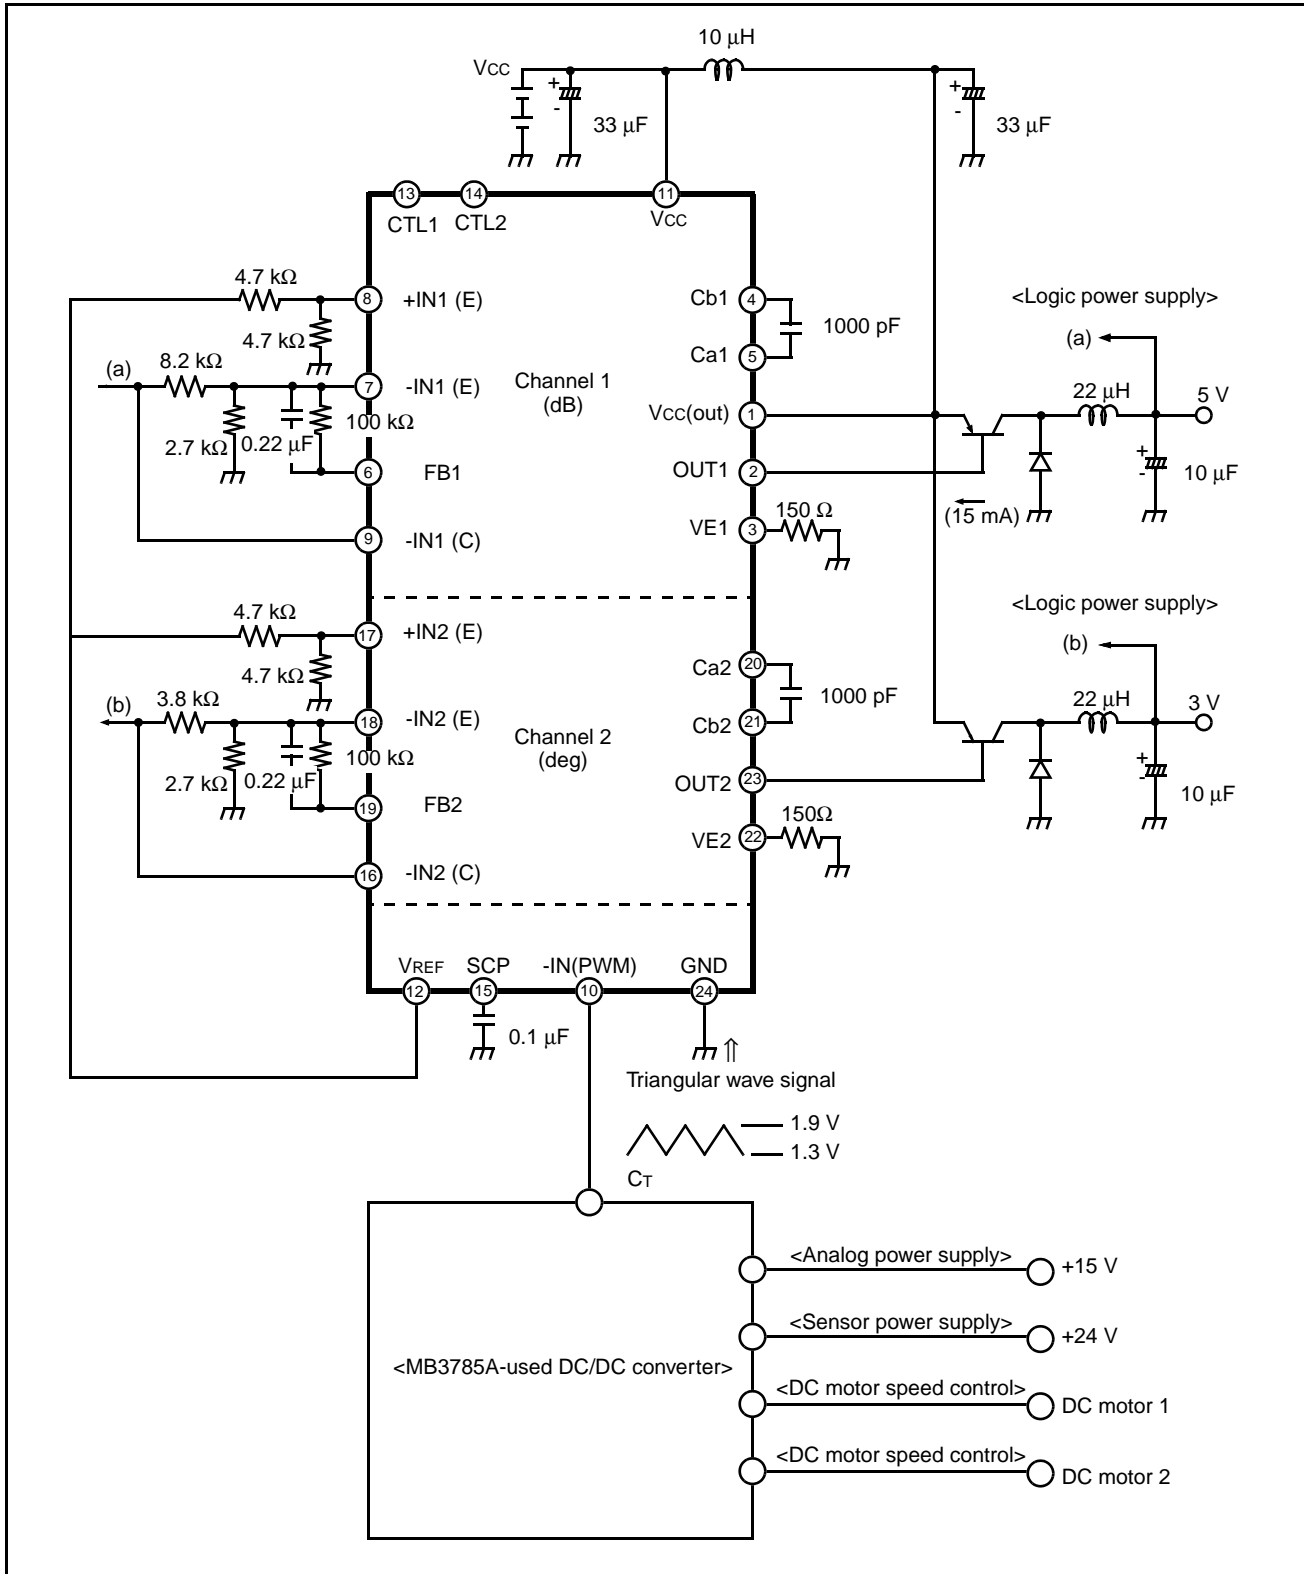 10 μH
VCC
+
-
33 μF
+
-
33 μF
13
14
11
CTL1
CTL2
VCC
4.7 kΩ
8
+IN1 (E)
4.7 kΩ
Cb1
4
1000 pF
Ca1
5
<Logic power supply>
(a)
(a)
8.2 kΩ
7
-IN1 (E)
Channel 1
(dB)
2.7 kΩ
0.22 μF
100 kΩ
VCC(out)
1
22 μH
5 V
+
-
10 μF
6
FB1
OUT1
2
(15 mA)
9
-IN1 (C)
VE1
3
150 Ω
4.7 kΩ
17
+IN2 (E)
4.7 kΩ
Ca2
20
1000 pF
Cb2
21
<Logic power supply>
(b)
(b)
3.8 kΩ
18
-IN2 (E)
Channel 2
(deg)
2.7 kΩ
0.22 μF
100 kΩ
22 μH
3 V
+
-
10 μF
19
FB2
OUT2
23
16
-IN2 (C)
VE2
22
150Ω
VREF
SCP
-IN(PWM)
GND
12
15
10
24
0.1 μF
⇑
Triangular wave signal
1.9 V
1.3 V
CT
<MB3785A-used DC/DC converter>
<Analog power supply>
+15 V
<Sensor power supply>
+24 V
<DC motor speed control>
DC motor 1
<DC motor speed control>
DC motor 2